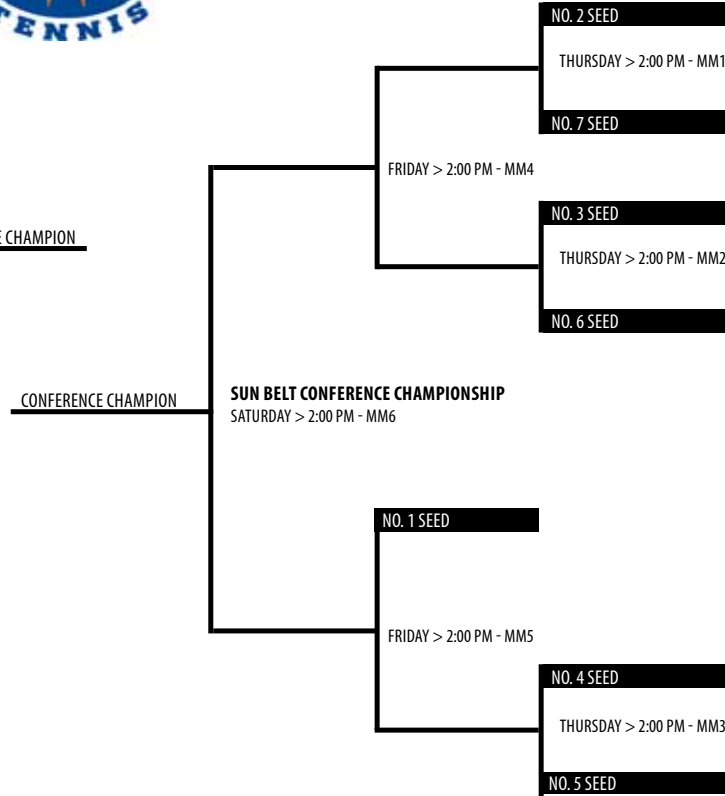 TENNIS
NO. 2 SEED
THURSDAY > 2:00 PM - MM1
NO. 7 SEED
FRIDAY > 2:00 PM - MM4
NO. 3 SEED
CHAMPION
THURSDAY > 2:00 PM - MM2
NO. 6 SEED
CONFERENCE CHAMPION
SUN BELT CONFERENCE CHAMPIONSHIP
SATURDAY > 2:00 PM - MM6
NO. 1 SEED
FRIDAY > 2:00 PM - MM5
NO. 4 SEED
THURSDAY > 2:00 PM - MM3
NO. 5 SEED